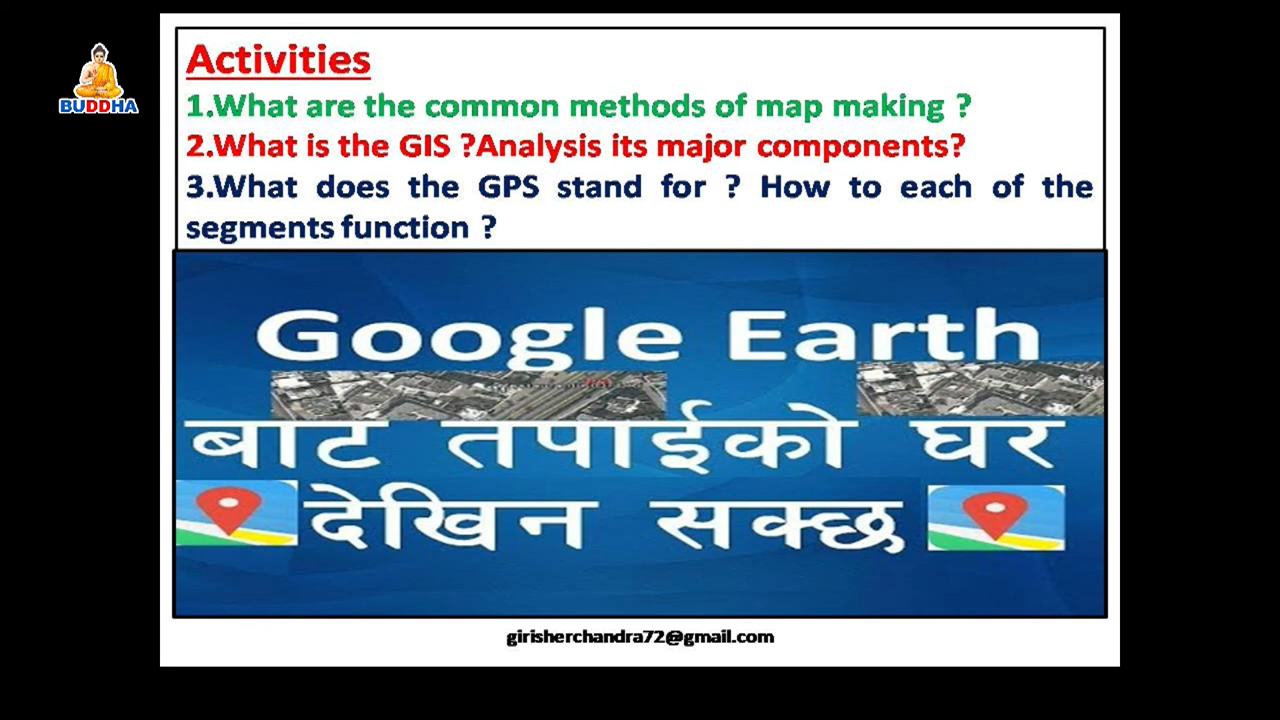 BUDDHA
Activities
1.What are the common methods of map making ?
2.What is the GIS ?Analysis its major components?
3.What does the GPS stand for ? How to each of the
segments function ?
Google Earth
बाट तपाईको घर
देखिन सक्छ
girisherchandra72@gmail.com